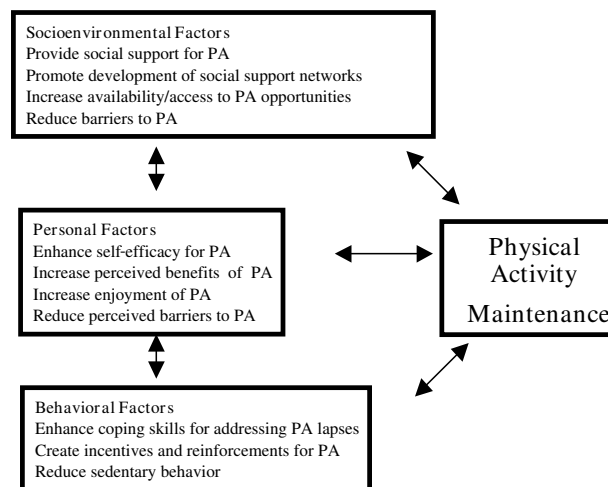 Socioenvironmental Factors
Provide social support for PA
Promote development of social support networks
Increase availability/access to PA opportunities
Reduce barriers to PA
Personal Factors
Enhance self-efficacy for PA
Increase perceived benefits of PA
Increase enjoyment of PA
Reduce perceived barriers to PA
Physical
Activity
Maintenance
Behavioral Factors
Enhance coping skills for addressing PA lapses
Create incentives and reinforcements for PA
Reduce sedentary behavior